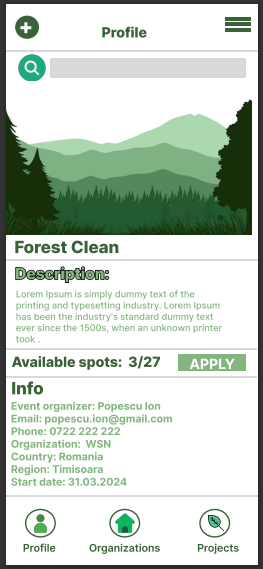 Profile
Forest Clean
Description:
Lorem Ipsum is simply dummy text of the
printing and typesetting industry. Lorem Ipsum
has been the industry's standard dummy text
ever since the 1500s, when an unknown printer
took .
Available spots: 3/27 APPLY
Info
Event organizer: Popescu Ion
Email: popescu.ion@gmail.com
Phone: 0722 222 222
Organization: WSN
Country: Romania
Region: Timisoara
Start date: 31.03.2024
Profile Organizations Projects